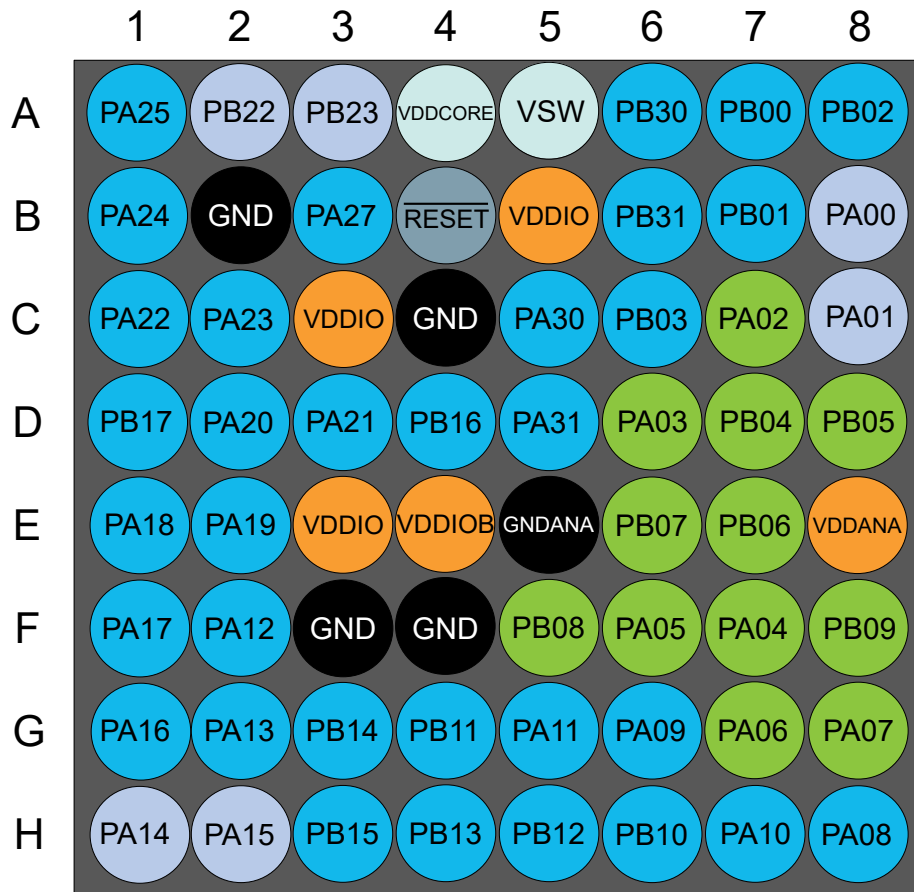 1 2 3 4 5 6 7 8
A PA25 PB22 PB23 VDDCORE VSW PB30 PB00 PB02
B PA24 GND PA27 RESET VDDIO PB31 PB01 PA00
C PA22 PA23 VDDIO GND PA30 PB03 PA02 PA01
D PB17 PA20 PA21 PB16 PA31 PA03 PB04 PB05
E PA18 PA19 VDDIO VDDIOB GNDANA PB07 PB06 VDDANA
F PA17 PA12 GND GND PB08 PA05 PA04 PB09
G PA16 PA13 PB14 PB11 PA11 PA09 PA06 PA07
H PA14 PA15 PB15 PB13 PB12 PB10 PA10 PA08